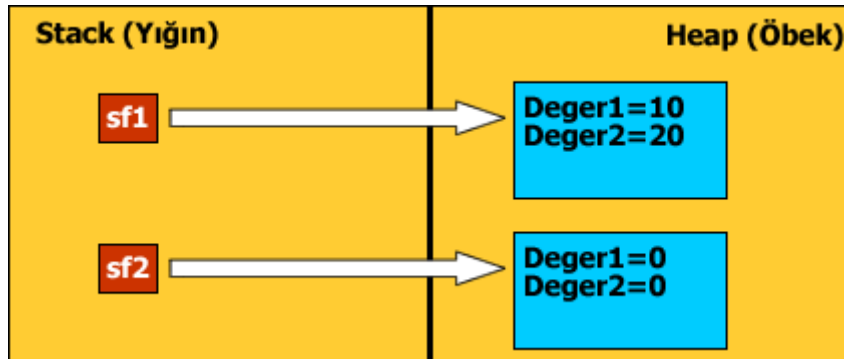 Stack (Yığın)
Heap (Öbek)
sf1
Deger1=10
Deger2=20
sf2
Deger1=0
Deger2=0